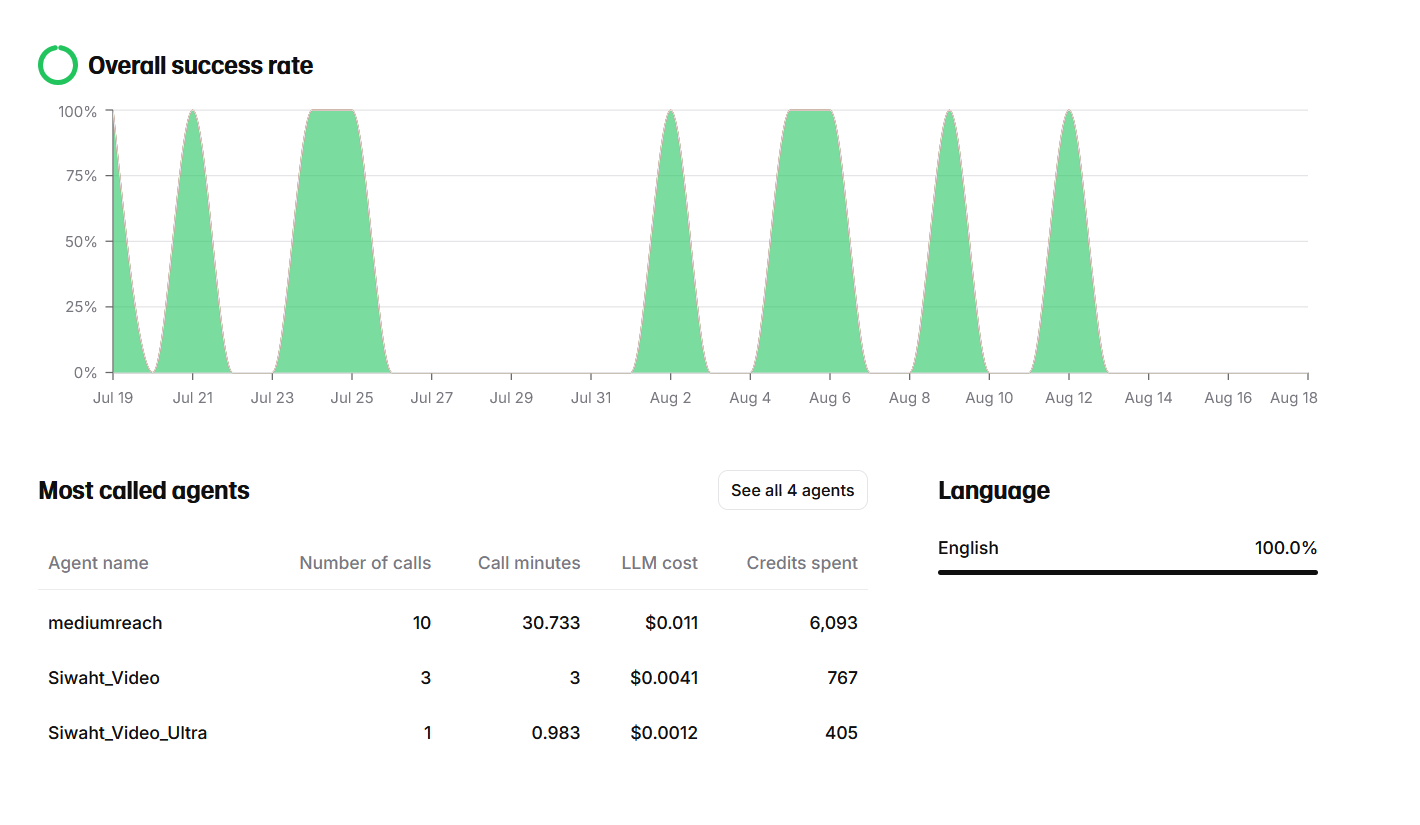 Overall success rate
100%
75%
50%
25%
0%
Jul 19 Jul 21 Jul 23 Jul 25 Jul 27 Jul 29 Jul 31 Aug 2 Aug 4 Aug 6 Aug 8 Aug 10 Aug 12 Aug 14 Aug 16 Aug 18
Most called agents
See all 4 agents
Agent name Number of calls Call minutes LLM cost Credits spent
mediumreach 10 30.733 $0.011 6,093
Siwaht_Video 3 3 $0.0041 767
Siwaht_Video_Ultra 1 0.983 $0.0012 405
Language
English 100.0%